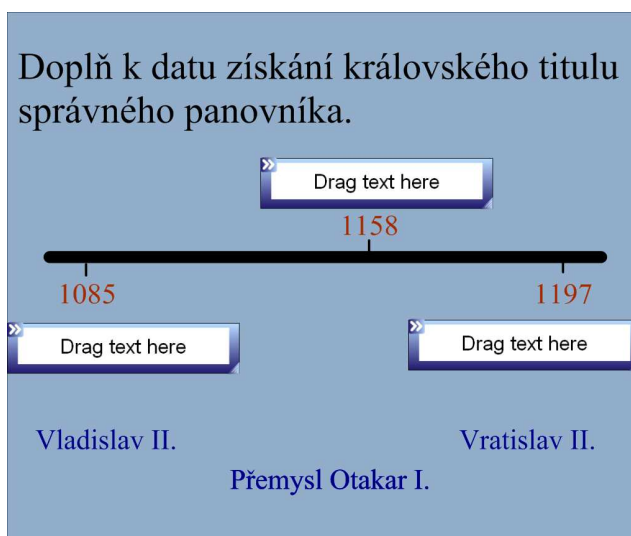 Doplň k datu získání královského titulu
správného panovníka.
Drag text here
1158
1085
1197
Drag text here
Drag text here
Vladislav II.
Vratislav II.
Přemysl Otakar I.